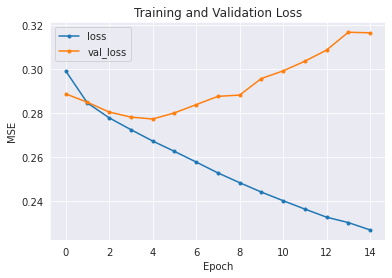 Training and Validation Loss
loss
val_loss
0.32
0.30
0.28
0.26
0.24
MSE
0 2 4 6 8 10 12 14
Epoch